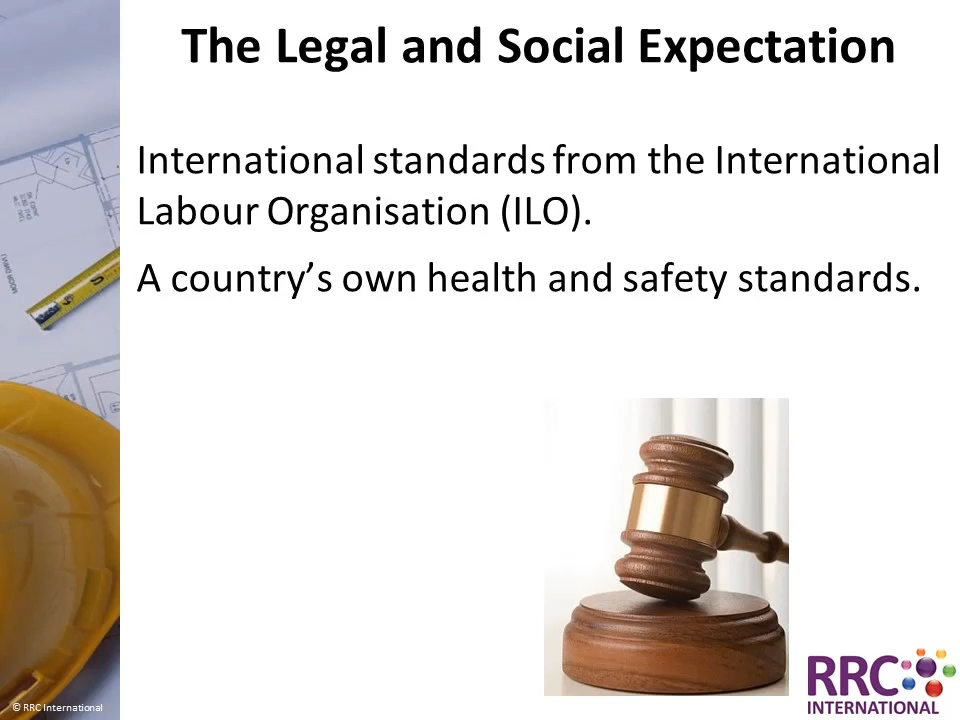 The Legal and Social Expectation
International standards from the International
Labour Organisation (ILO).
A country’s own health and safety standards.
RRC
INTERNATIONAL
© RRC International